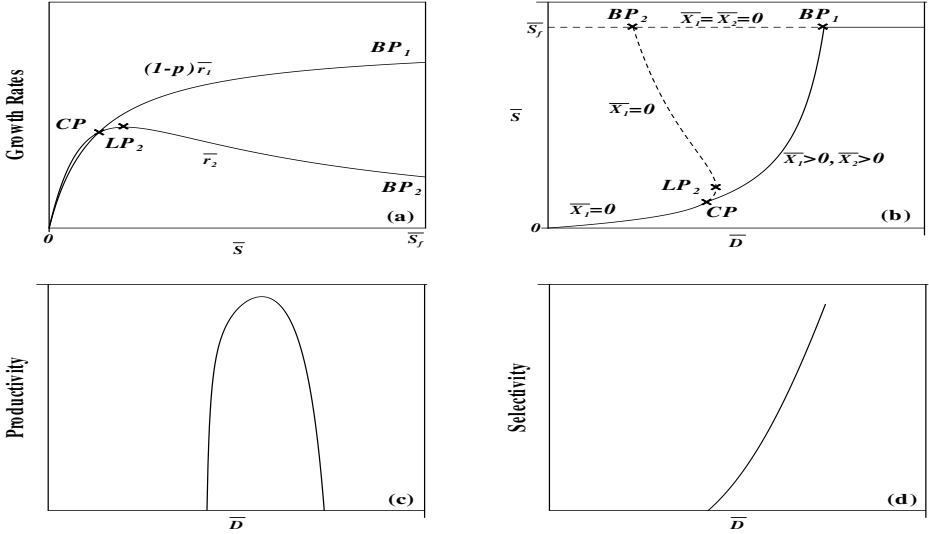 Growth Rates
(1-p)r̅₁
BP₁
CP
LP₂
r̅₂
BP₂
(a)
0
S̅
S̅f
S̅f
BP₂
X̅₁=X̅₂=0
BP₁
S̅
X̅₁=0
X̅₁>0, X̅₂>0
LP₂
CP
X̅₁=0
(b)
0
D̅
Productivity
(c)
D̅
Selectivity
(d)
D̅